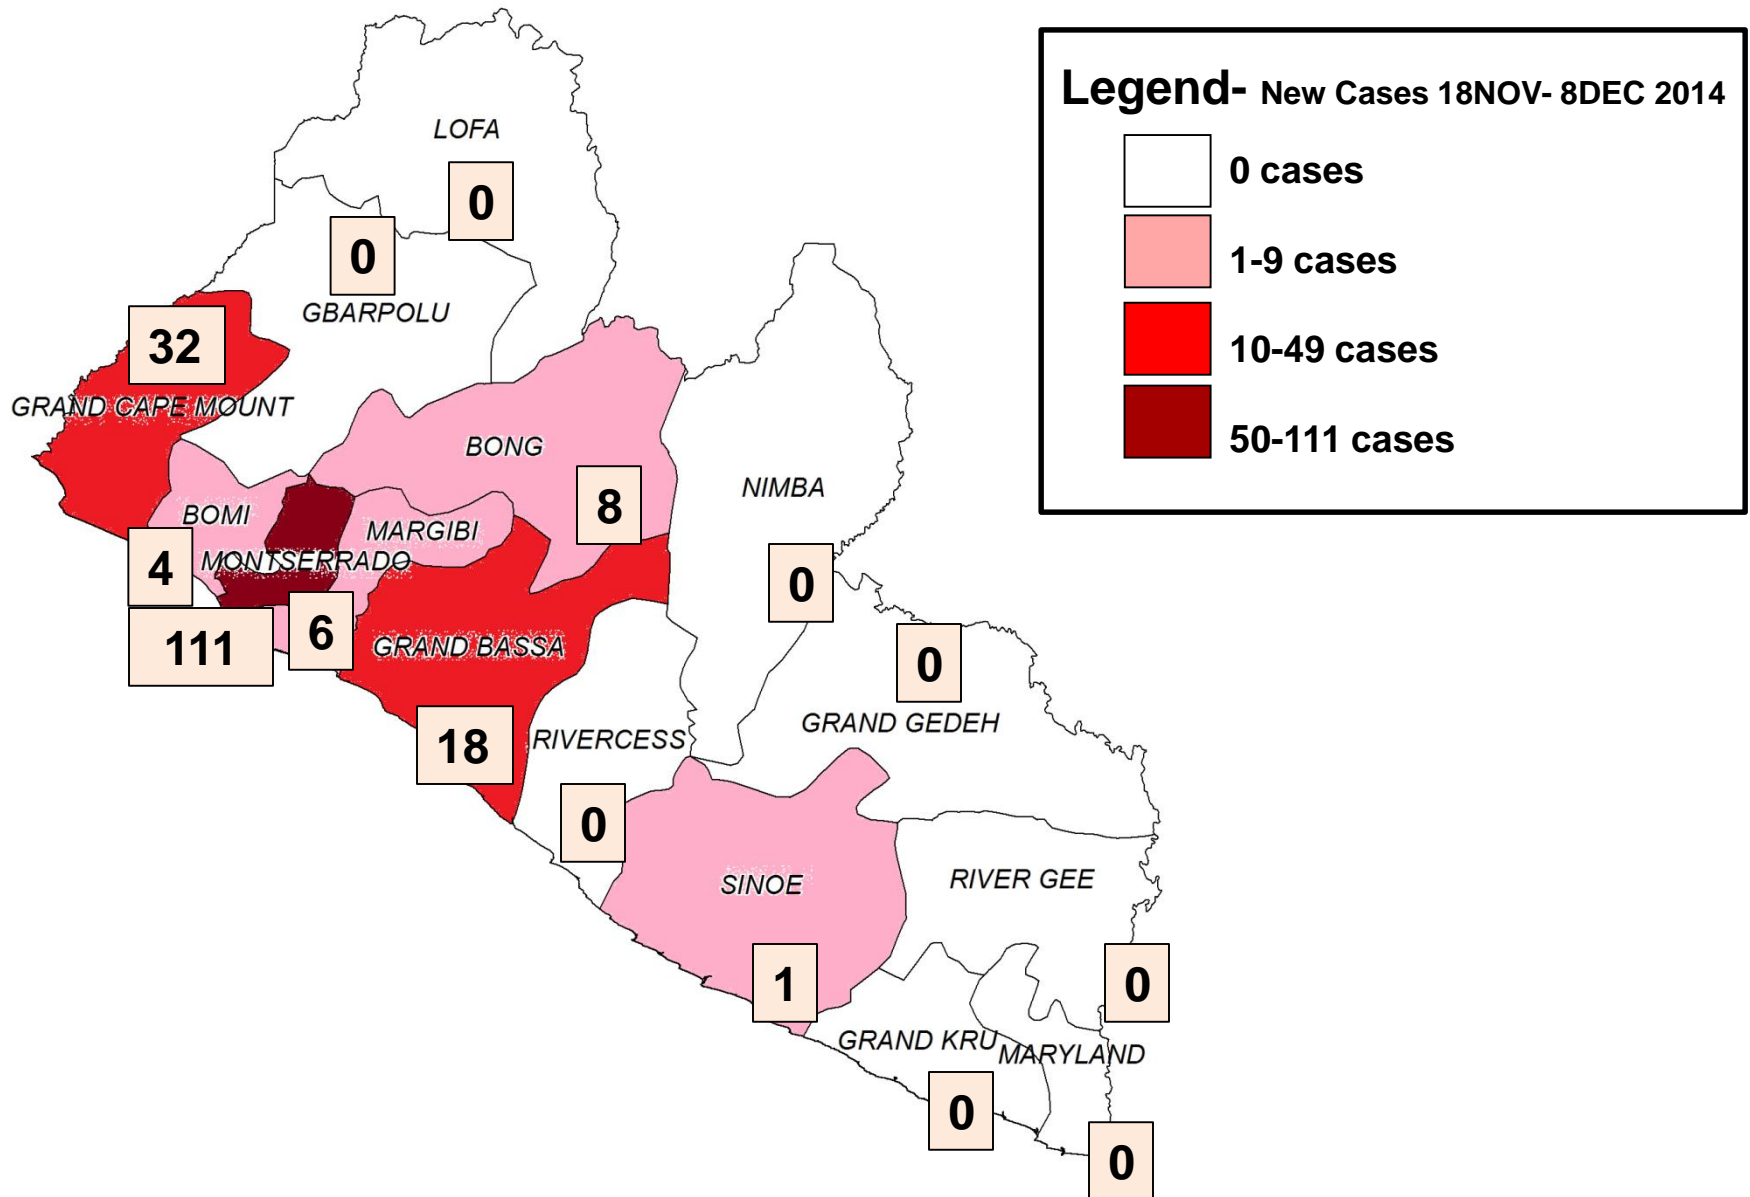 Legend- New Cases 18NOV- 8DEC 2014
0 cases
1-9 cases
10-49 cases
50-111 cases
LOFA
0
0
GBARPOLU
32
GRAND CAPE MOUNT
BONG
8
NIMBA
0
BOMI
4
MARGIBI
MONTSERRADO
111
6
GRAND BASSA
18
0
GRAND GEDEH
RIVERCESS
0
SINOE
1
RIVER GEE
0
GRAND KRU
0
MARYLAND
0